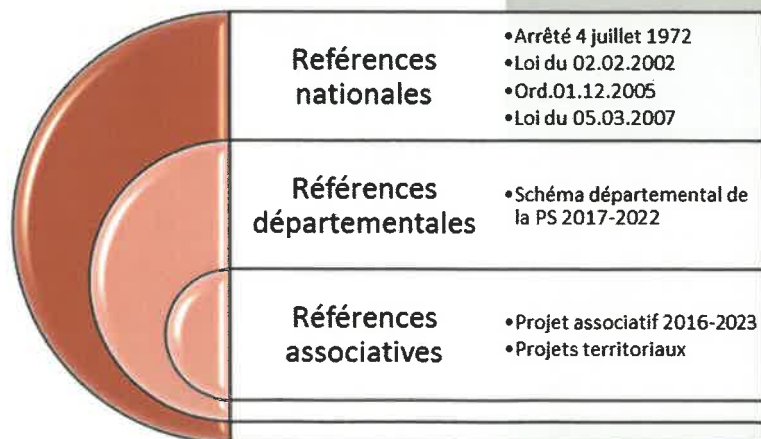 Reférences
nationales
•Arrêté 4 juillet 1972
•Loi du 02.02.2002
•Ord.01.12.2005
•Loi du 05.03.2007
Références
départementales
•Schéma départemental de
la PS 2017-2022
Références
associatives
•Projet associatif 2016-2023
•Projets territoriaux